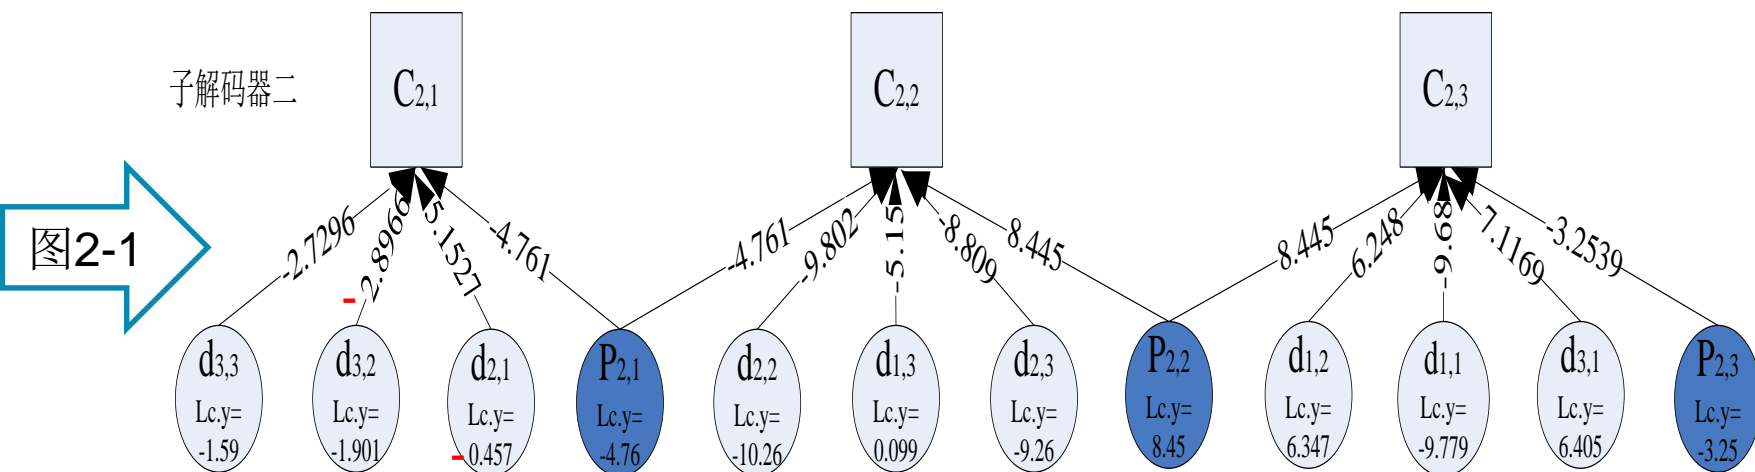 子解码器二
C2,1
C2,2
C2,3
图2-1
-2.7296
-2.8966
5.1527
-4.761
-4.761
-9.802
-5.15
-8.809
8.445
8.445
6.248
-9.68
7.1169
-3.2539
d3,3
Lc.y=
-1.59
d3,2
Lc.y=
-1.901
d2,1
Lc.y=
-0.457
P2,1
Lc.y=
-4.76
d2,2
Lc.y=
-10.26
d1,3
Lc.y=
0.099
d2,3
Lc.y=
-9.26
P2,2
Lc.y=
8.45
d1,2
Lc.y=
6.347
d1,1
Lc.y=
-9.779
d3,1
Lc.y=
6.405
P2,3
Lc.y=
-3.25